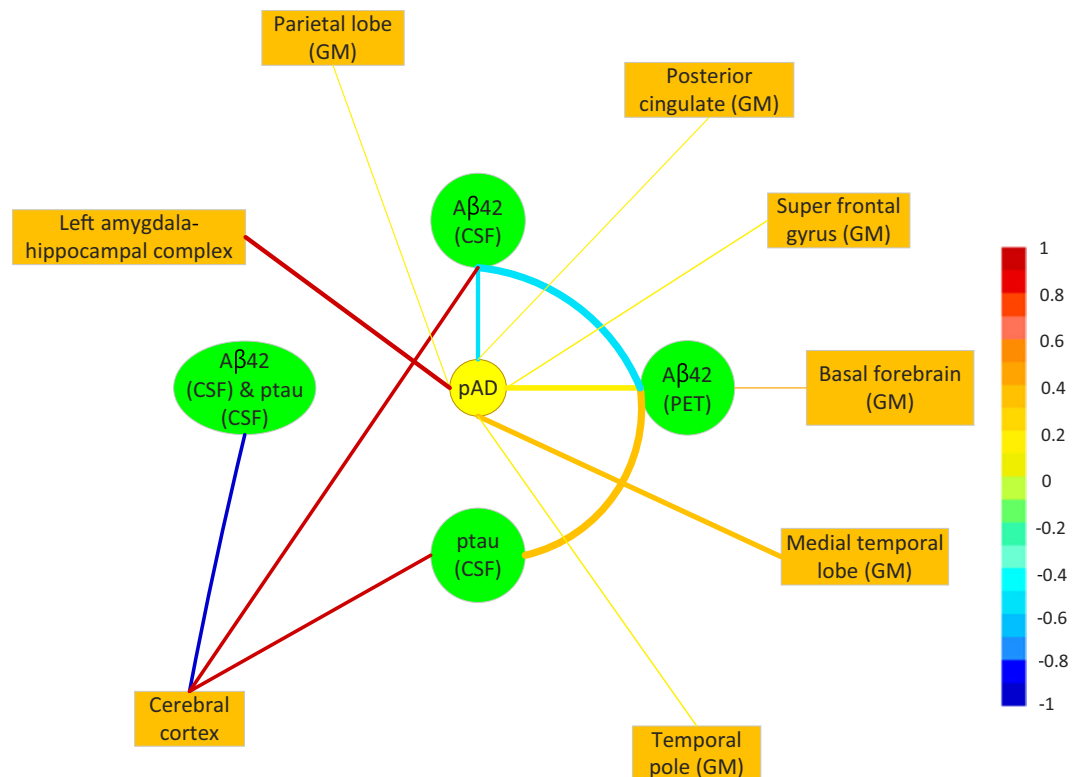 Parietal lobe
(GM)
Posterior
cingulate (GM)
Aβ42
(CSF)
Super frontal
gyrus (GM)
Left amygdala-
hippocampal complex
Aβ42
(CSF) & ptau
(CSF)
pAD
Aβ42
(PET)
Basal forebrain
(GM)
ptau
(CSF)
Medial temporal
lobe (GM)
Cerebral
cortex
Temporal
pole (GM)
1
0.8
0.6
0.4
0.2
0
-0.2
-0.4
-0.6
-0.8
-1